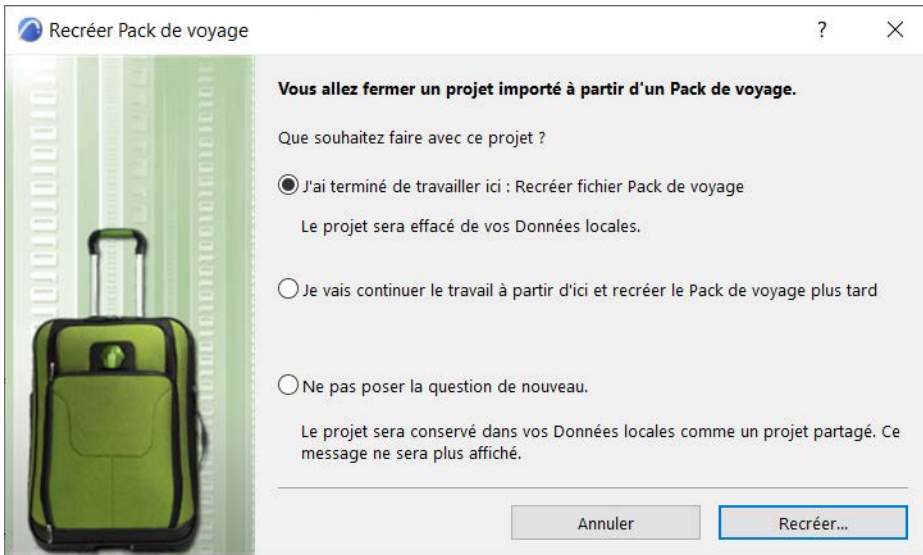 Recréer Pack de voyage
?
Vous allez fermer un projet importé à partir d'un Pack de voyage.
Que souhaitez faire avec ce projet ?
J'ai terminé de travailler ici : Recréer fichier Pack de voyage
Le projet sera effacé de vos Données locales.
Je vais continuer le travail à partir d'ici et recréer le Pack de voyage plus tard
Ne pas poser la question de nouveau.
Le projet sera conservé dans vos Données locales comme un projet partagé. Ce
message ne sera plus affiché.
Annuler
Recréer...